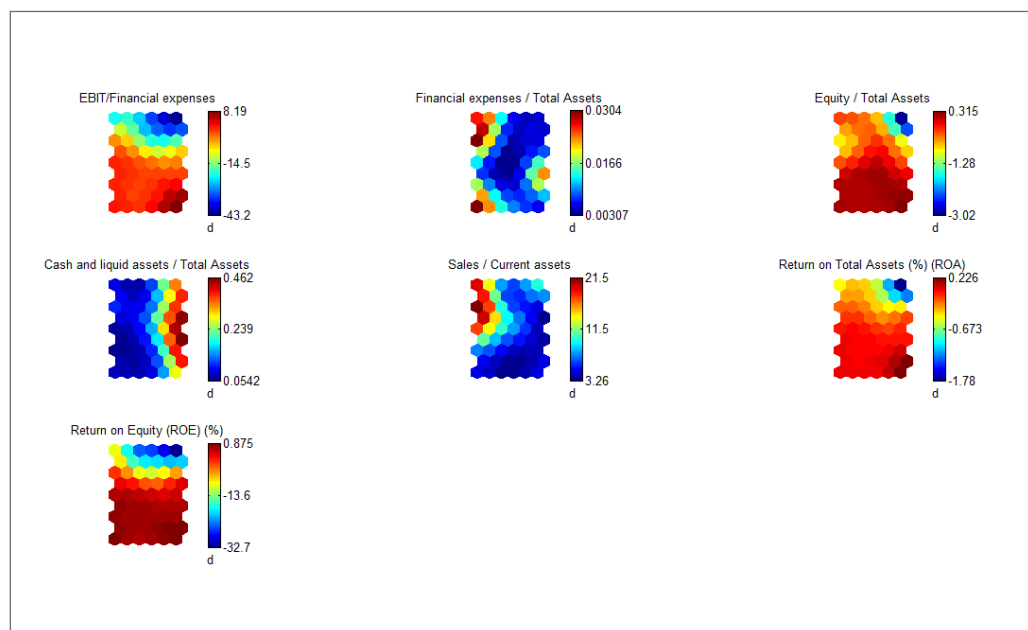 EBIT/Financial expenses
8.19
-14.5
-43.2
d
Financial expenses / Total Assets
0.0304
0.0166
0.00307
d
Equity / Total Assets
0.315
-1.28
-3.02
d
Cash and liquid assets / Total Assets
0.462
0.239
0.0542
d
Sales / Current assets
21.5
11.5
3.26
d
Return on Total Assets (%) (ROA)
0.226
-0.673
-1.78
d
Return on Equity (ROE) (%)
0.875
-13.6
-32.7
d